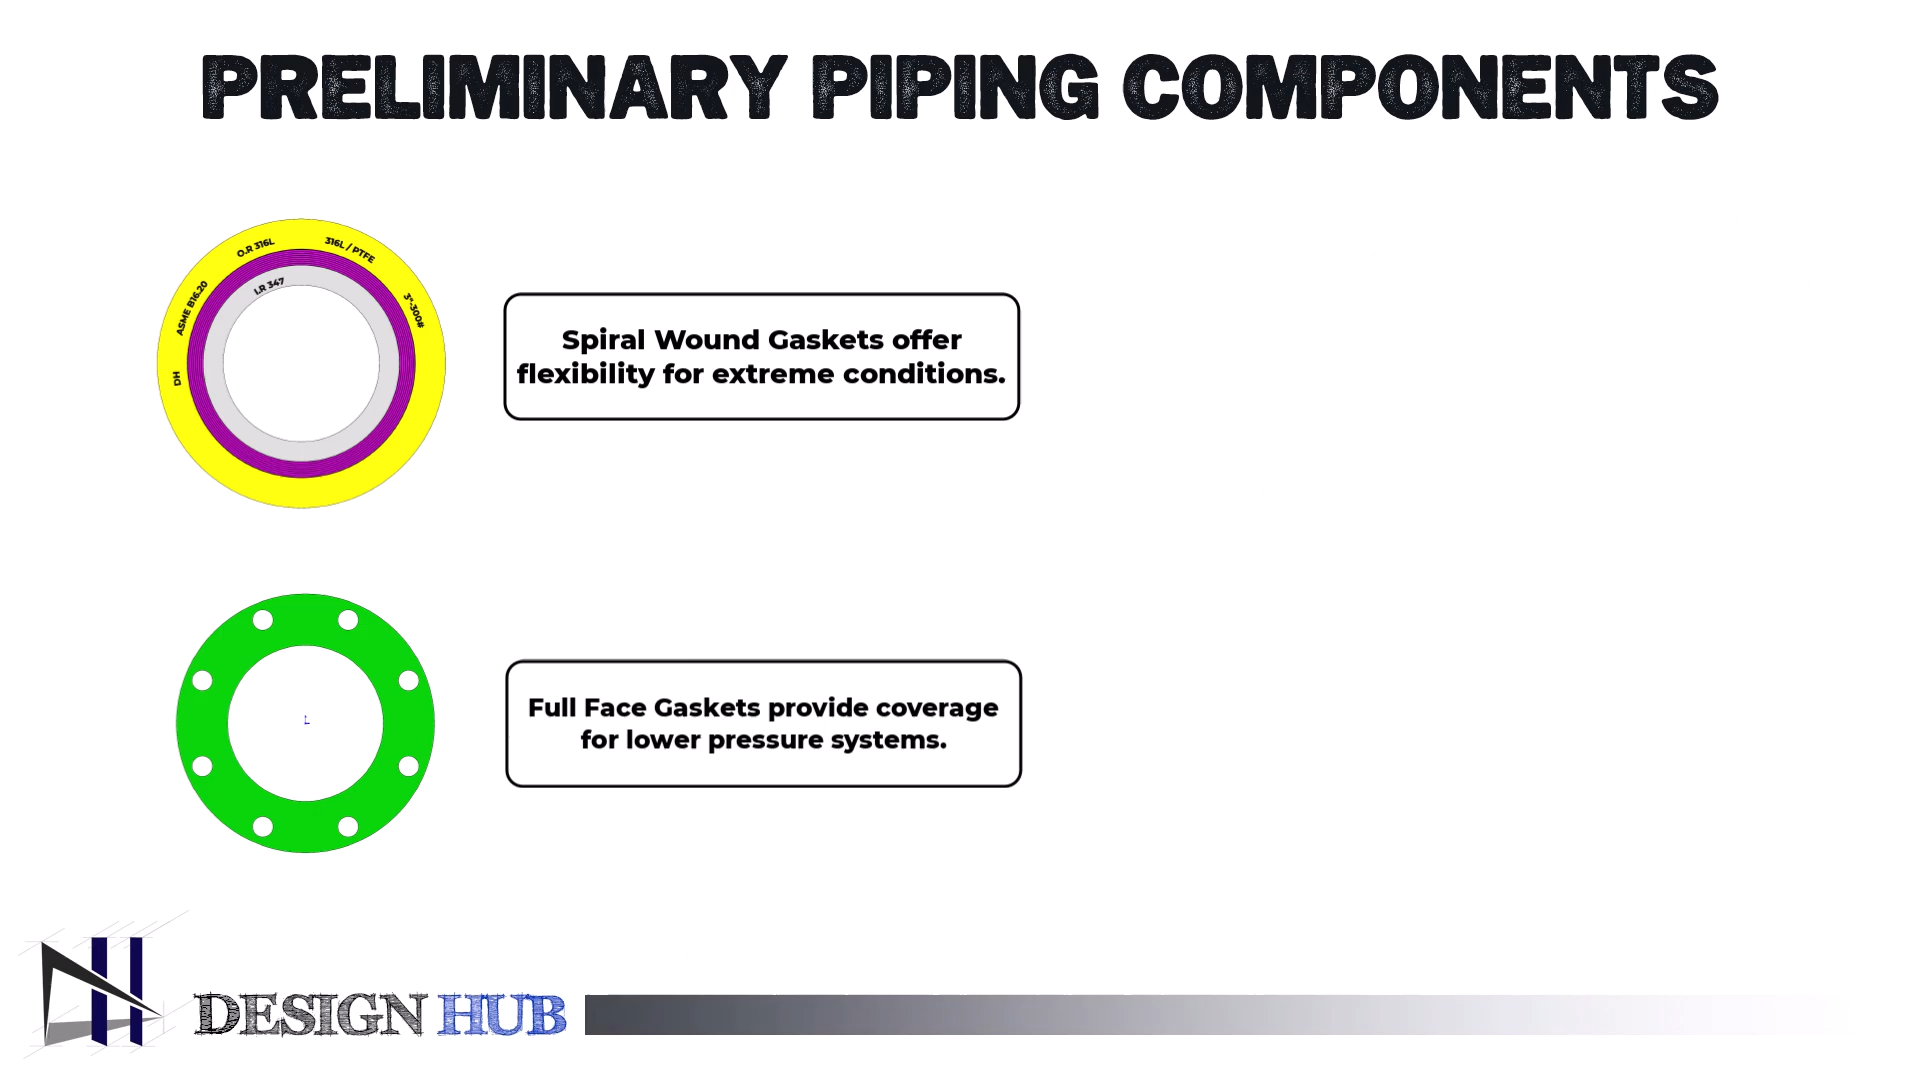 PRELIMINARY PIPING COMPONENTS
O.R 316L
316L / PTFE
ASME B16.20
I.R 347
3"-300#
DH
Spiral Wound Gaskets offer
flexibility for extreme conditions.
L
Full Face Gaskets provide coverage
for lower pressure systems.
DESIGN HUB